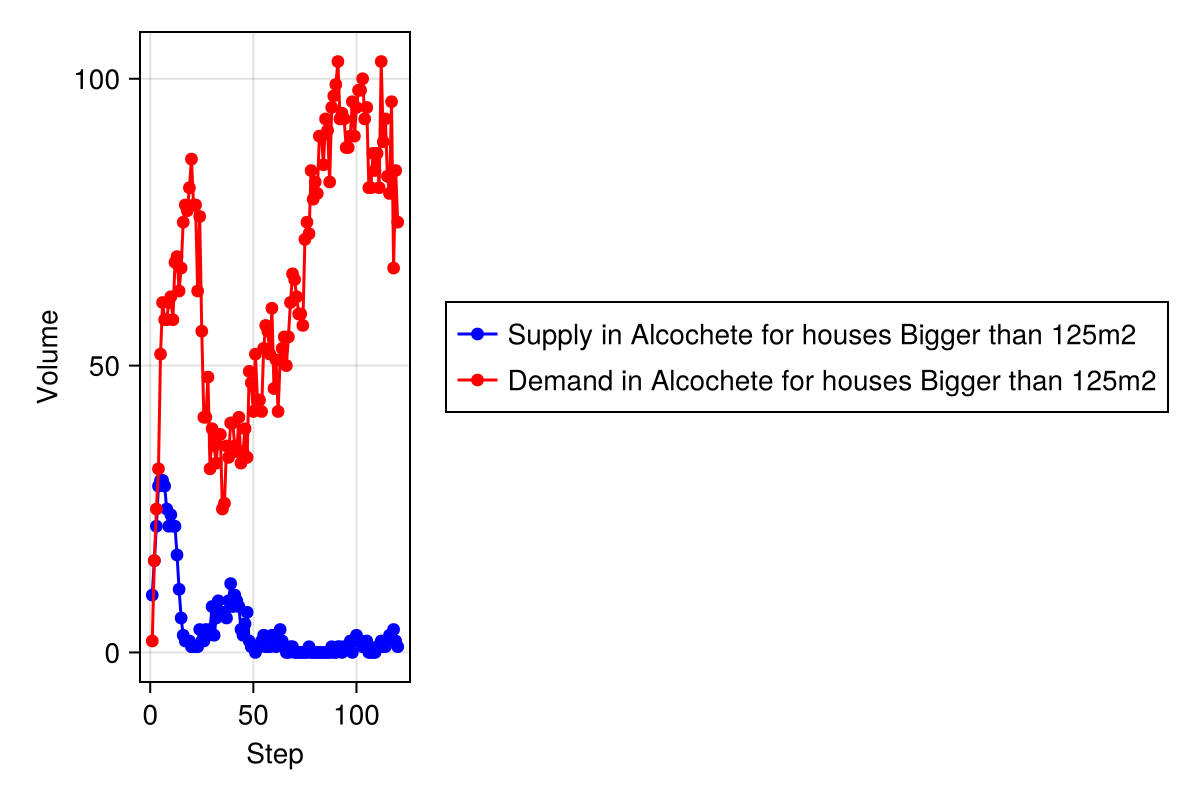 100
50
0
Volume
0 50 100
Step
Supply in Alcochete for houses Bigger than 125m2
Demand in Alcochete for houses Bigger than 125m2